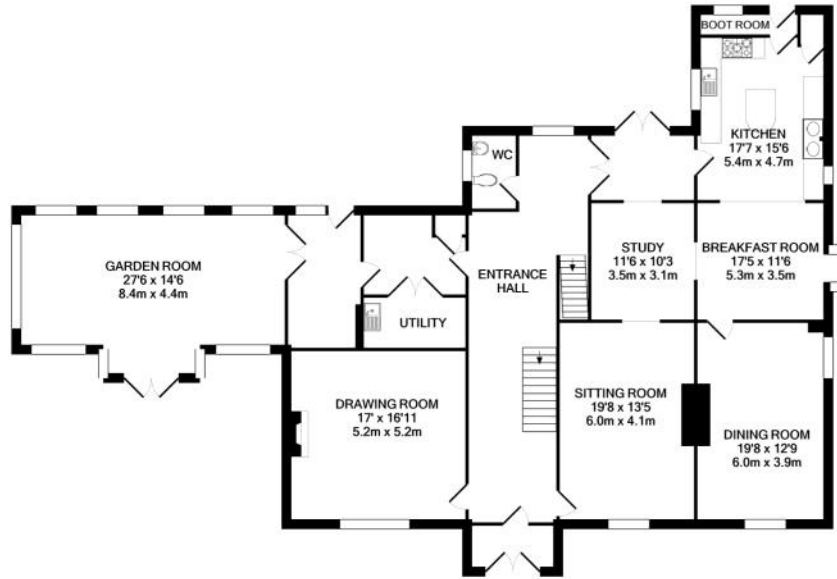 BOOT ROOM
KITCHEN
17'7 x 15'6
5.4m x 4.7m
WC
GARDEN ROOM
27'6 x 14'6
8.4m x 4.4m
ENTRANCE
HALL
STUDY
11'6 x 10'3
3.5m x 3.1m
BREAKFAST ROOM
17'5 x 11'6
5.3m x 3.5m
UTILITY
DRAWING ROOM
17' x 16'11
5.2m x 5.2m
SITTING ROOM
19'8 x 13'5
6.0m x 4.1m
DINING ROOM
19'8 x 12'9
6.0m x 3.9m